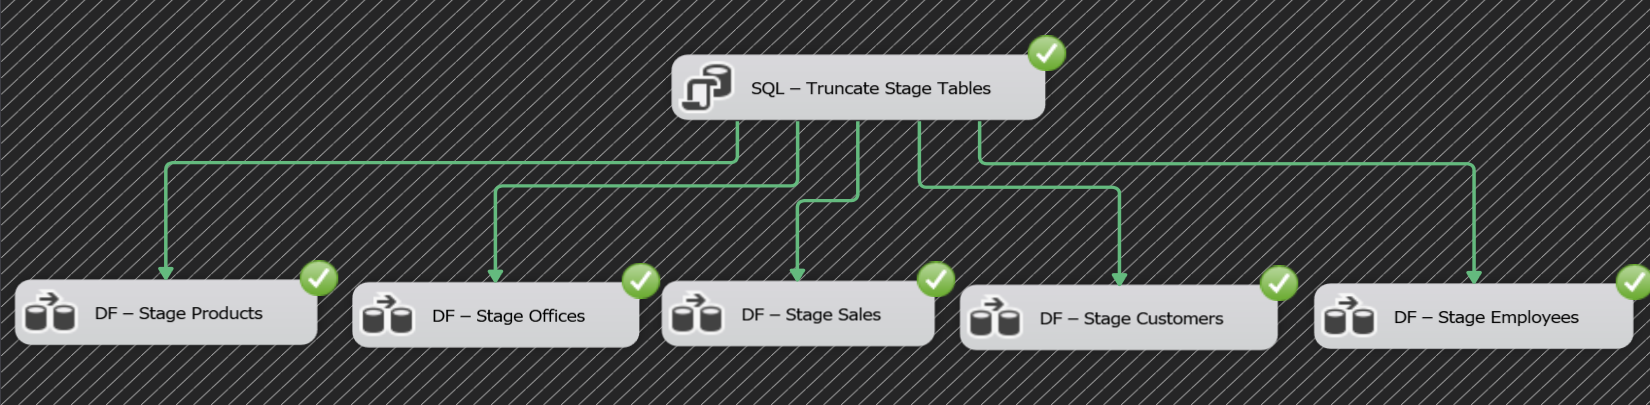 SQL – Truncate Stage Tables
DF – Stage Products
DF – Stage Offices
DF – Stage Sales
DF – Stage Customers
DF – Stage Employees